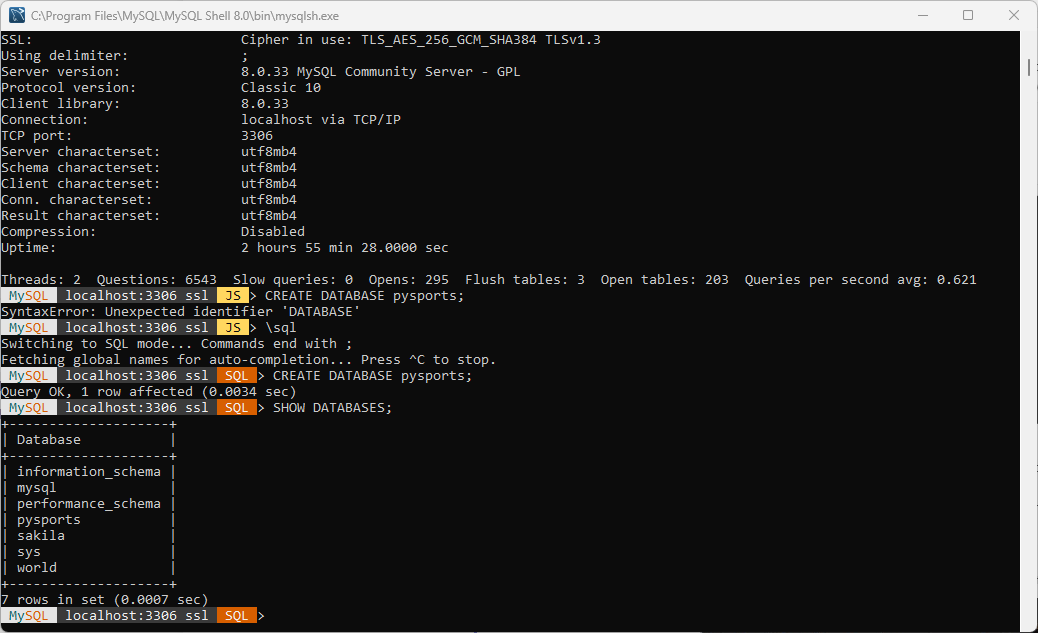 C:\Program Files\MySQL\MySQL Shell 8.0\bin\mysqlsh.exe
SSL:                          Cipher in use: TLS_AES_256_GCM_SHA384 TLSv1.3
Using delimiter:              ;
Server version:               8.0.33 MySQL Community Server - GPL
Protocol version:             Classic 10
Client library:               8.0.33
Connection:                   localhost via TCP/IP
TCP port:                     3306
Server characterset:          utf8mb4
Schema characterset:          utf8mb4
Client characterset:          utf8mb4
Conn. characterset:           utf8mb4
Result characterset:          utf8mb4
Compression:                  Disabled
Uptime:                       2 hours 55 min 28.0000 sec
Threads: 2  Questions: 6543  Slow queries: 0  Opens: 295  Flush tables: 3  Open tables: 203  Queries per second avg: 0.621
MySQL  localhost:3306 ssl  JS > CREATE DATABASE pysports;
SyntaxError: Unexpected identifier 'DATABASE'
MySQL  localhost:3306 ssl  JS > \sql
Switching to SQL mode... Commands end with ;
Fetching global names for auto-completion... Press ^C to stop.
MySQL  localhost:3306 ssl  SQL > CREATE DATABASE pysports;
Query OK, 1 row affected (0.0034 sec)
MySQL  localhost:3306 ssl  SQL > SHOW DATABASES;
+--------------------+
| Database           |
+--------------------+
| information_schema |
| mysql              |
| performance_schema |
| pysports           |
| sakila             |
| sys                |
| world              |
+--------------------+
7 rows in set (0.0007 sec)
MySQL  localhost:3306 ssl  SQL >